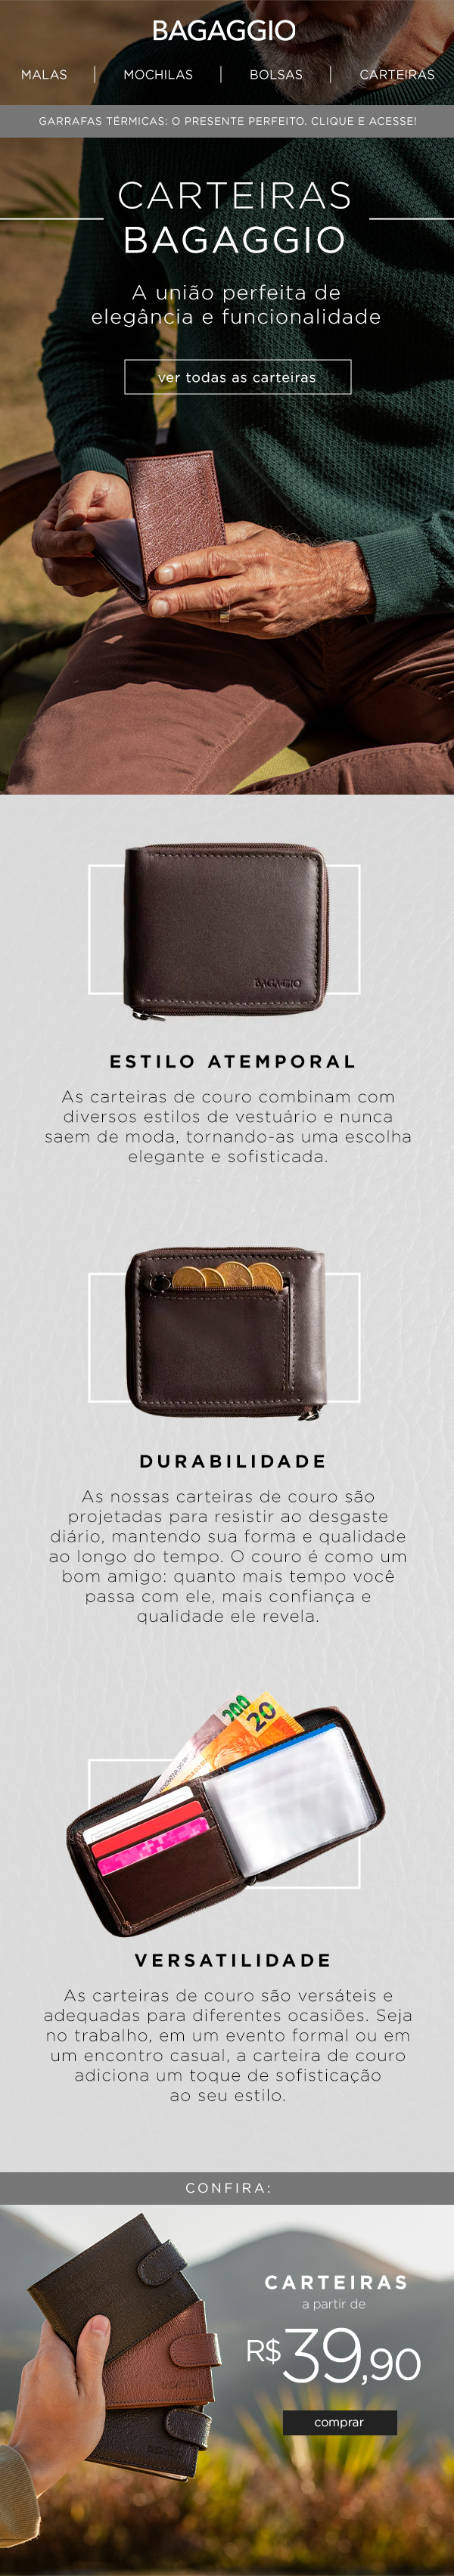 BAGAGGIO
MALAS | MOCHILAS | BOLSAS | CARTEIRAS
GARRAFAS TÉRMICAS: O PRESENTE PERFEITO. CLIQUE E ACESSE!
CARTEIRAS
BAGAGGIO
A união perfeita de
elegância e funcionalidade
ver todas as carteiras
BAGAGGIO
ESTILO ATEMPORAL
As carteiras de couro combinam com
diversos estilos de vestuário e nunca
saem de moda, tornando-as uma escolha
elegante e sofisticada.
DURABILIDADE
As nossas carteiras de couro são
projetadas para resistir ao desgaste
diário, mantendo sua forma e qualidade
ao longo do tempo. O couro é como um
bom amigo: quanto mais tempo você
passa com ele, mais confiança e
qualidade ele revela.
200
20
VERSATILIDADE
As carteiras de couro são versáteis e
adequadas para diferentes ocasiões. Seja
no trabalho, em um evento formal ou em
um encontro casual, a carteira de couro
adiciona um toque de sofisticação
ao seu estilo.
CONFIRA:
CARTEIRAS
a partir de
R$39,90
comprar